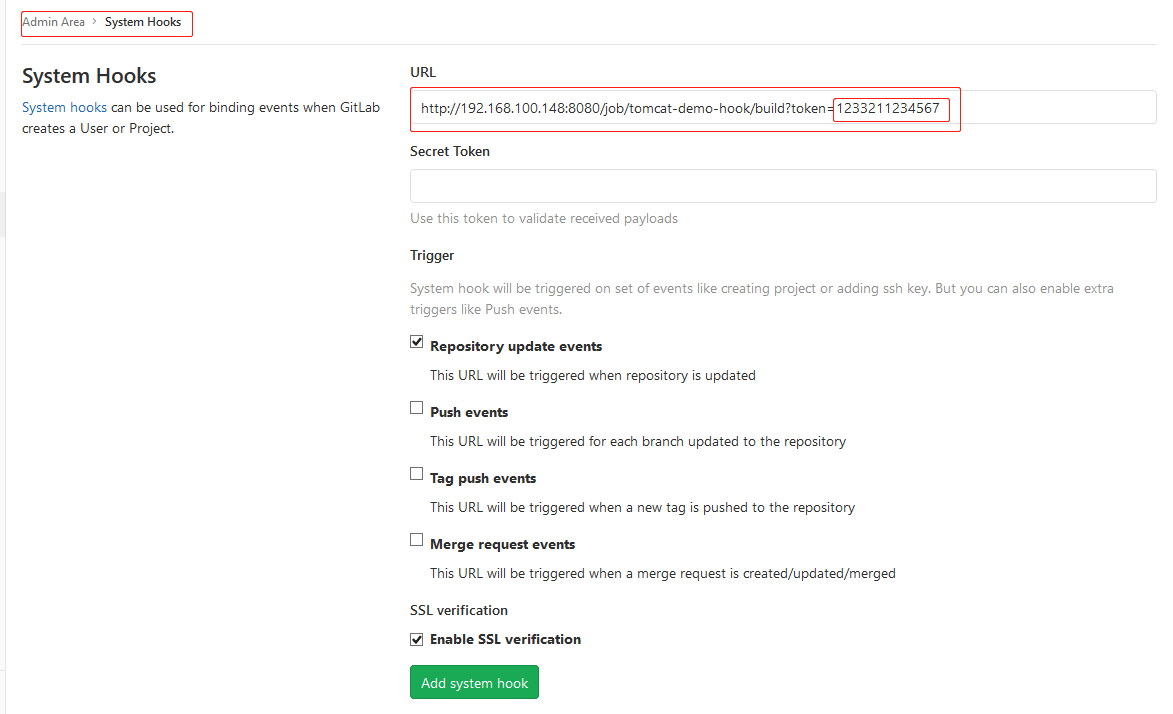 Admin Area > System Hooks
System Hooks
System hooks can be used for binding events when GitLab
creates a User or Project.
URL
http://192.168.100.148:8080/job/tomcat-demo-hook/build?token=1233211234567
Secret Token
Use this token to validate received payloads
Trigger
System hook will be triggered on set of events like creating project or adding ssh key. But you can also enable extra
triggers like Push events.
Repository update events
This URL will be triggered when repository is updated
Push events
This URL will be triggered for each branch updated to the repository
Tag push events
This URL will be triggered when a new tag is pushed to the repository
Merge request events
This URL will be triggered when a merge request is created/updated/merged
SSL verification
Enable SSL verification
Add system hook